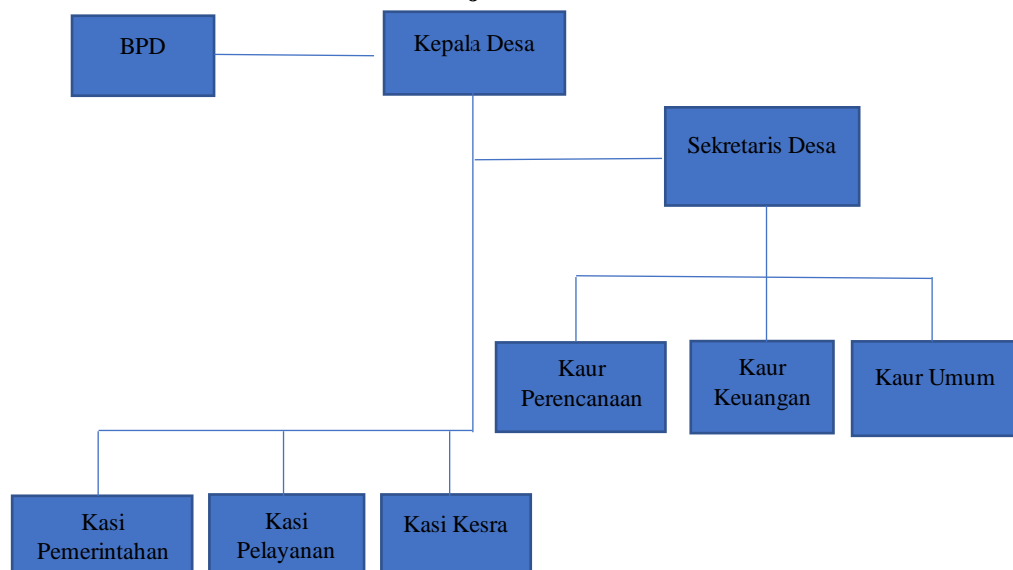 BPD
Kepala Desa
Sekretaris Desa
Kaur
Perencanaan
Kaur
Keuangan
Kaur Umum
Kasi
Pemerintahan
Kasi
Pelayanan
Kasi Kesra